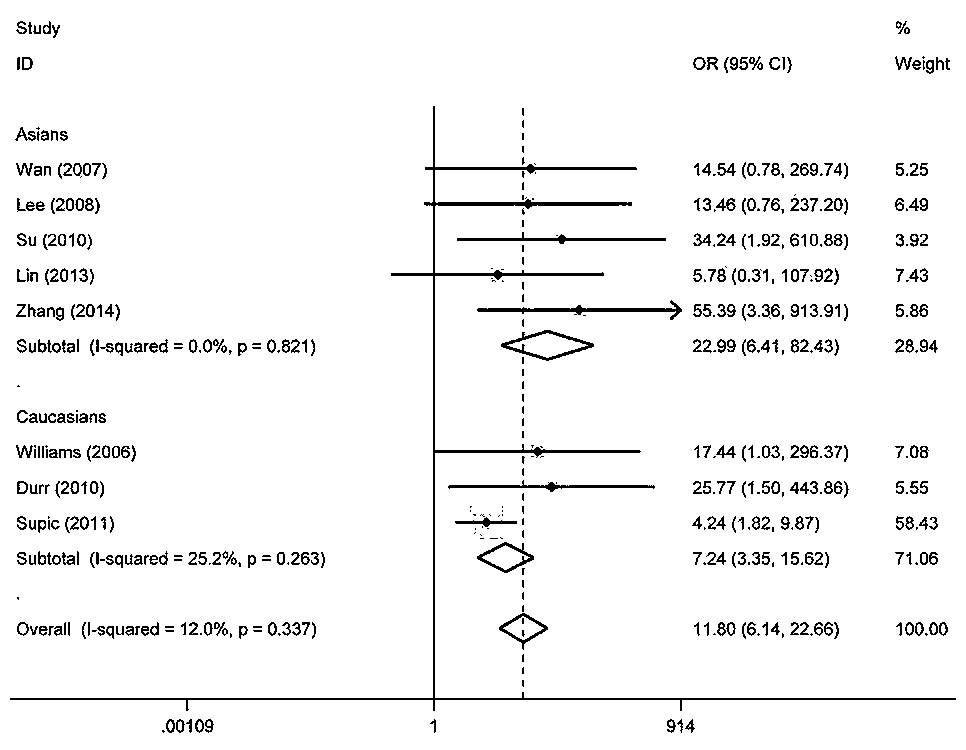 Study %
ID OR (95% CI) Weight
Asians
Wan (2007) 14.54 (0.78, 269.74) 5.25
Lee (2008) 13.46 (0.76, 237.20) 6.49
Su (2010) 34.24 (1.92, 610.88) 3.92
Lin (2013) 5.78 (0.31, 107.92) 7.43
Zhang (2014) 55.39 (3.36, 913.91) 5.86
Subtotal (I-squared = 0.0%, p = 0.821) 22.99 (6.41, 82.43) 28.94
.
Caucasians
Williams (2006) 17.44 (1.03, 296.37) 7.08
Durr (2010) 25.77 (1.50, 443.86) 5.55
Supic (2011) 4.24 (1.82, 9.87) 58.43
Subtotal (I-squared = 25.2%, p = 0.263) 7.24 (3.35, 15.62) 71.06
.
Overall (I-squared = 12.0%, p = 0.337) 11.80 (6.14, 22.66) 100.00
.00109 1 914